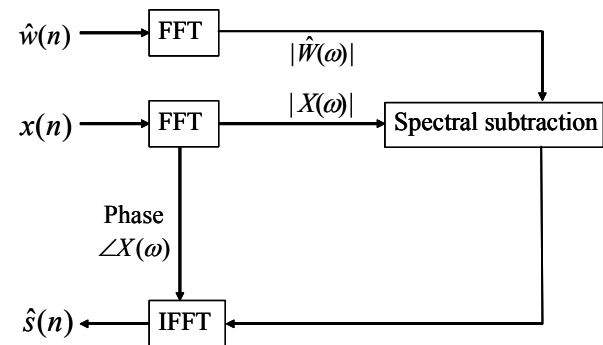 ŵ(n)
FFT
|Ŵ(ω)|
x(n)
FFT
|X(ω)|
Spectral subtraction
Phase
∠X(ω)
ŝ(n)
IFFT